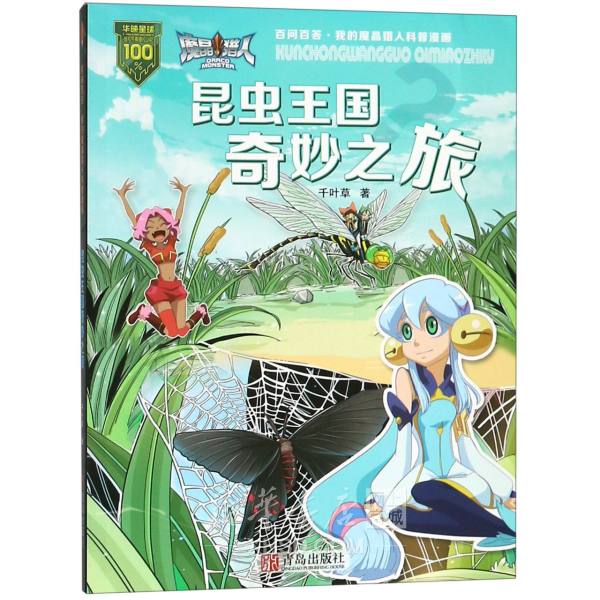 华映星球
100
%
魔晶猎人
DRACO
MONSTER
百问百答·我的魔晶猎人科普漫画
KUNCHONGWANGGUO QIMIAOZHILV
昆虫王国
奇妙之旅
千叶草 著
青岛出版社
QINGDAO PUBLISHING HOUSE